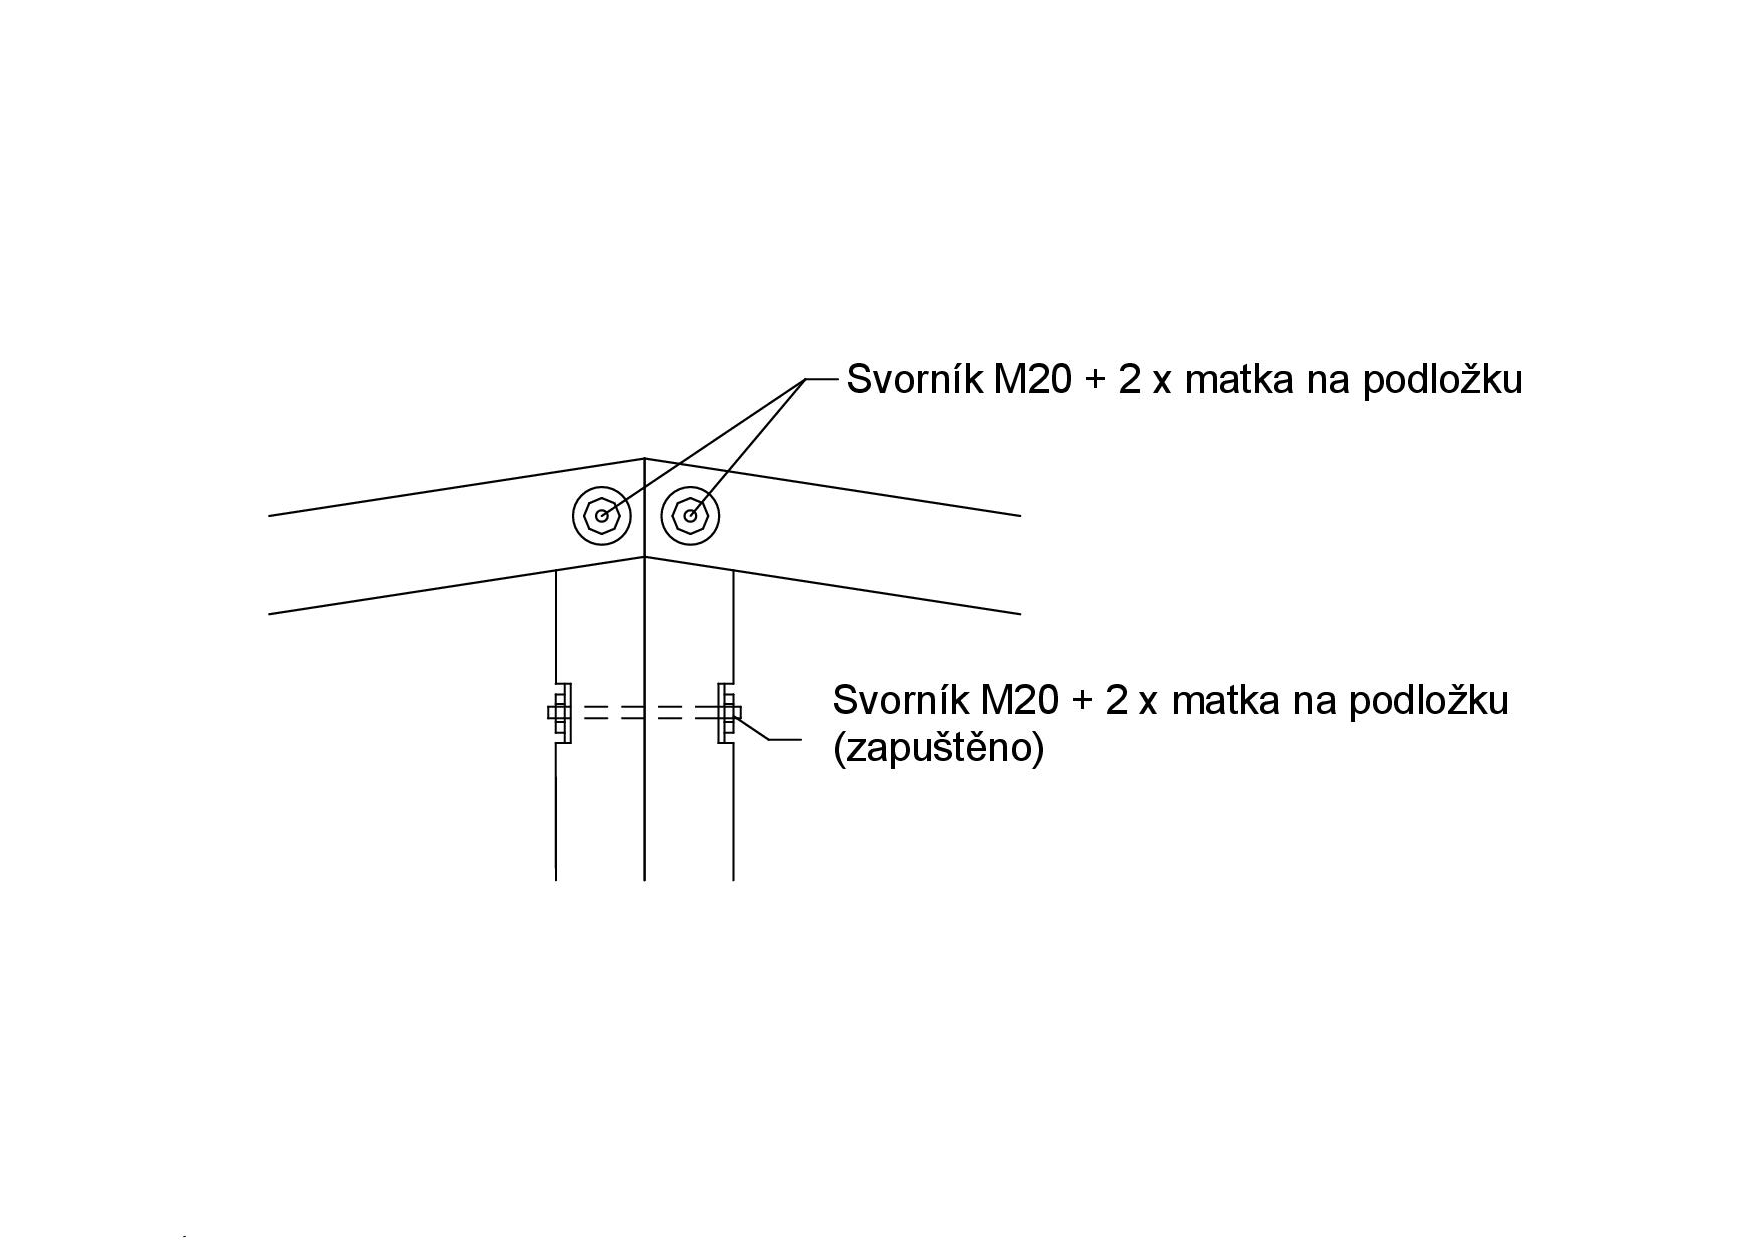 Svorník M20 + 2 x matka na podložku
Svorník M20 + 2 x matka na podložku
(zapuštěno)